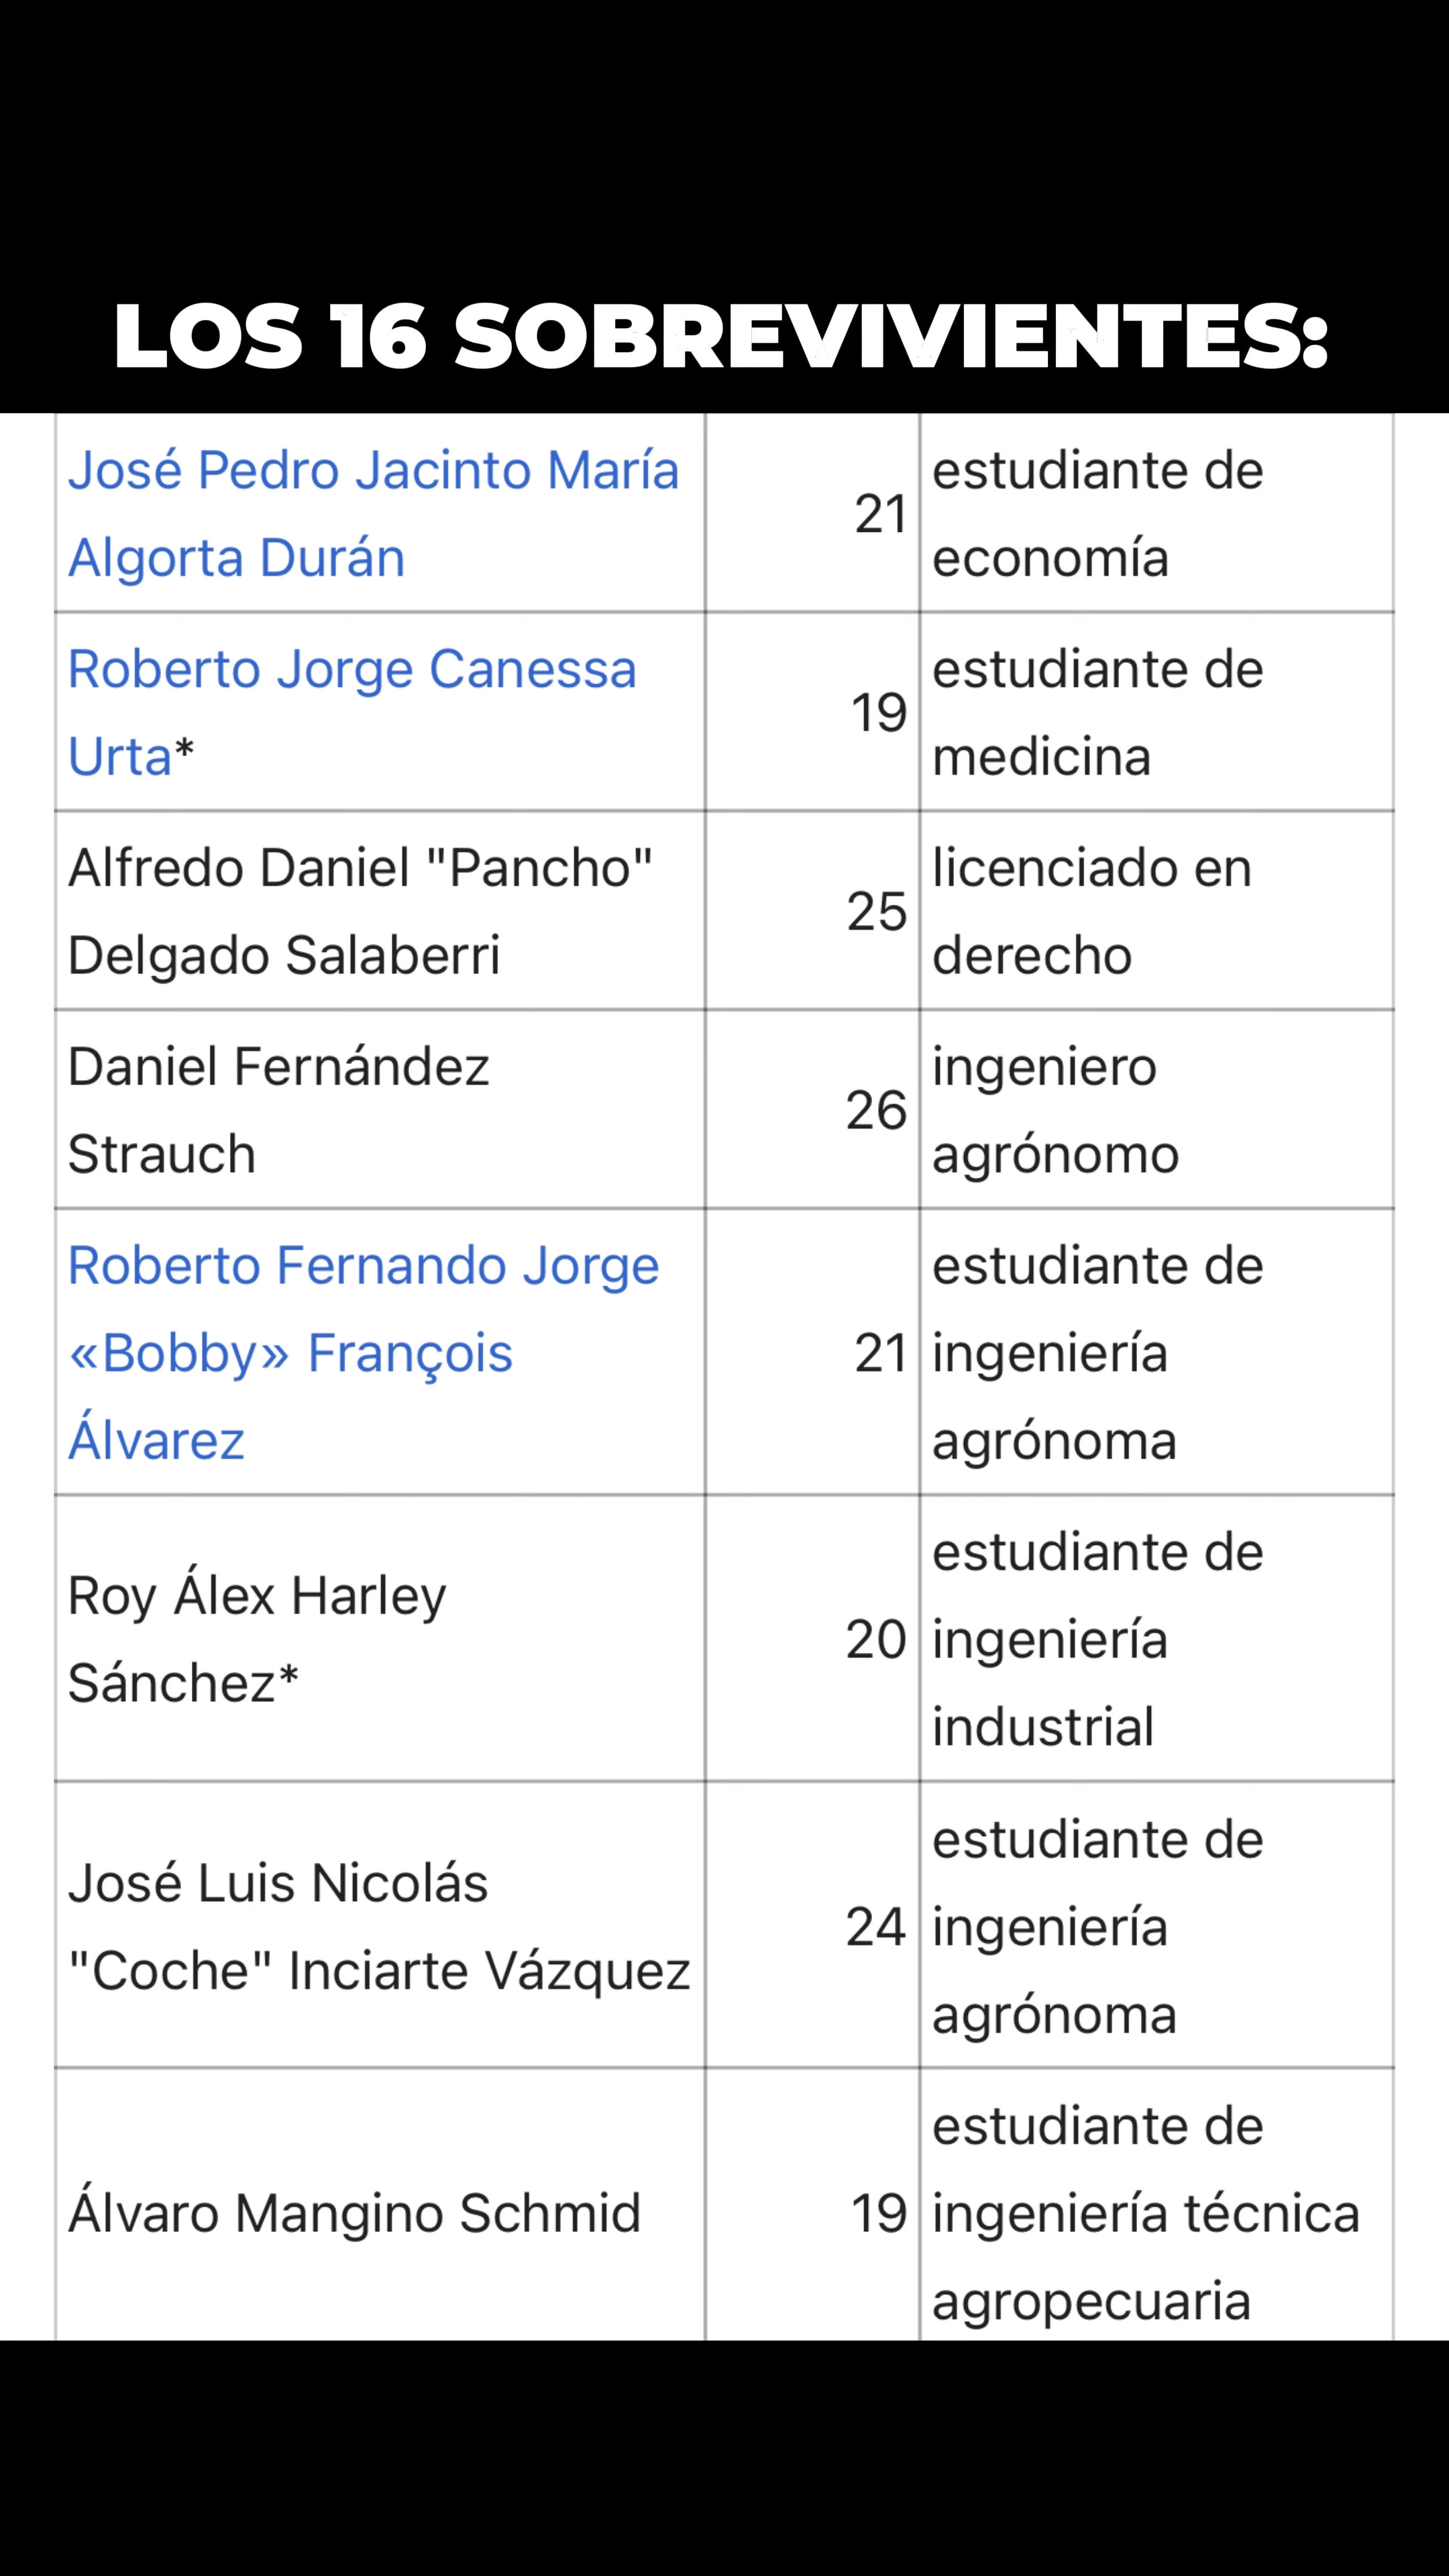 LOS 16 SOBREVIVIENTES:
José Pedro Jacinto María
Algorta Durán
21
estudiante de
economía
Roberto Jorge Canessa
Urta*
19
estudiante de
medicina
Alfredo Daniel "Pancho"
Delgado Salaberri
25
licenciado en
derecho
Daniel Fernández
Strauch
26
ingeniero
agrónomo
Roberto Fernando Jorge
«Bobby» François
Álvarez
21
estudiante de
ingeniería
agrónoma
Roy Álex Harley
Sánchez*
20
estudiante de
ingeniería
industrial
José Luis Nicolás
"Coche" Inciarte Vázquez
24
estudiante de
ingeniería
agrónoma
Álvaro Mangino Schmid
19
estudiante de
ingeniería técnica
agropecuaria